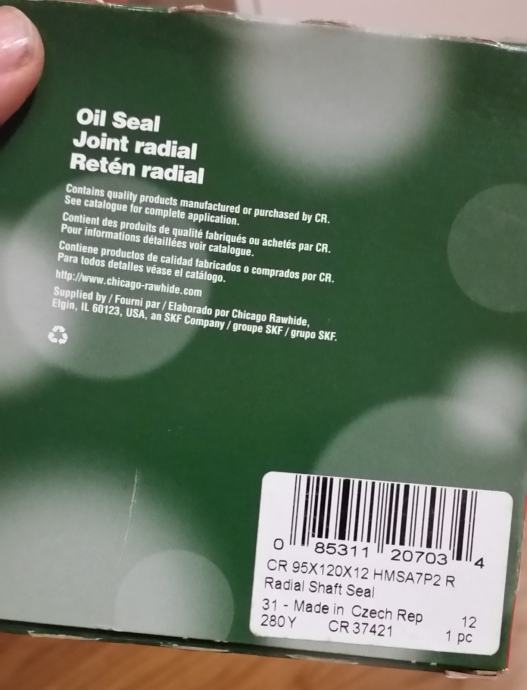 Oil Seal
Joint radial
Retén radial
Contains quality products manufactured or purchased by CR.
See catalogue for complete application.
Contient des produits de qualité fabriqués ou achetés par CR.
Pour informations détaillées voir catalogue.
Contiene productos de calidad fabricados o comprados por CR.
Para todos detalles véase el catálogo.
http://www.chicago-rawhide.com
Supplied by / Fourni par / Elaborado por Chicago Rawhide,
Elgin, IL 60123, USA, an SKF Company / groupe SKF / grupo SKF.
0 85311 20703 4
CR 95X120X12 HMSA7P2 R
Radial Shaft Seal
31 - Made in Czech Rep 12
280Y CR 37421 1 pc